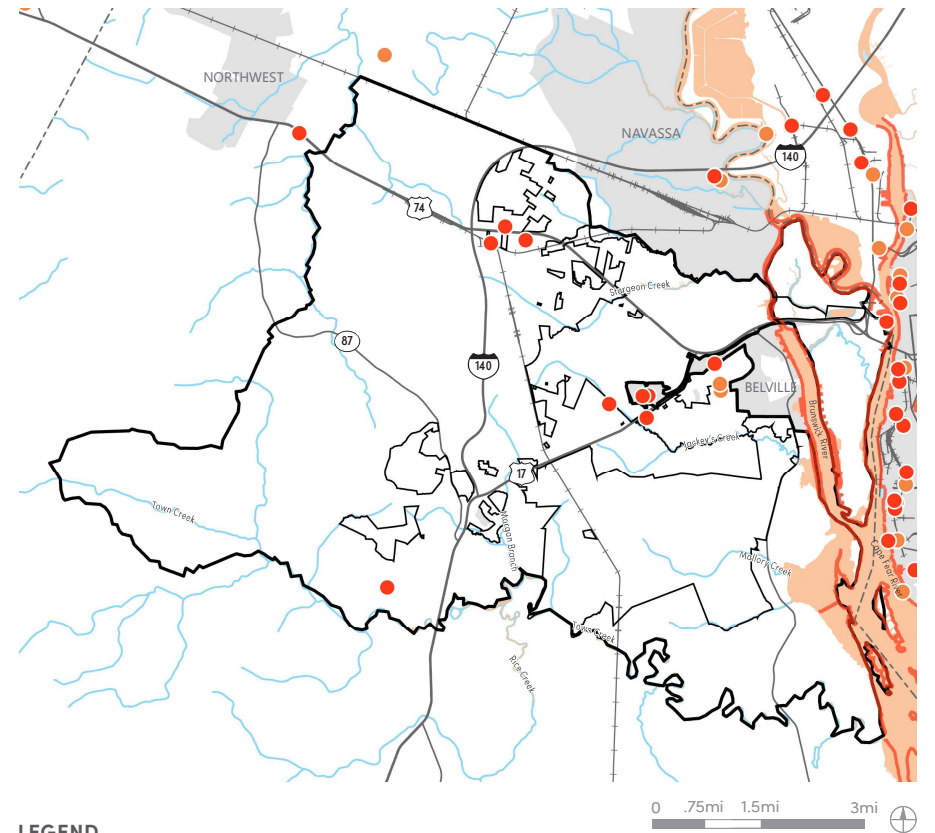 NORTHWEST
NAVASSA
140
74
Sturgeon Creek
87
140
BELVILLE
Brunswick River
Jackey's Creek
17
Town Creek
Morgan Branch
Mallory Creek
Cape Fear River
Town Creek
Rice Creek
0 .75mi 1.5mi 3mi
LEGEND